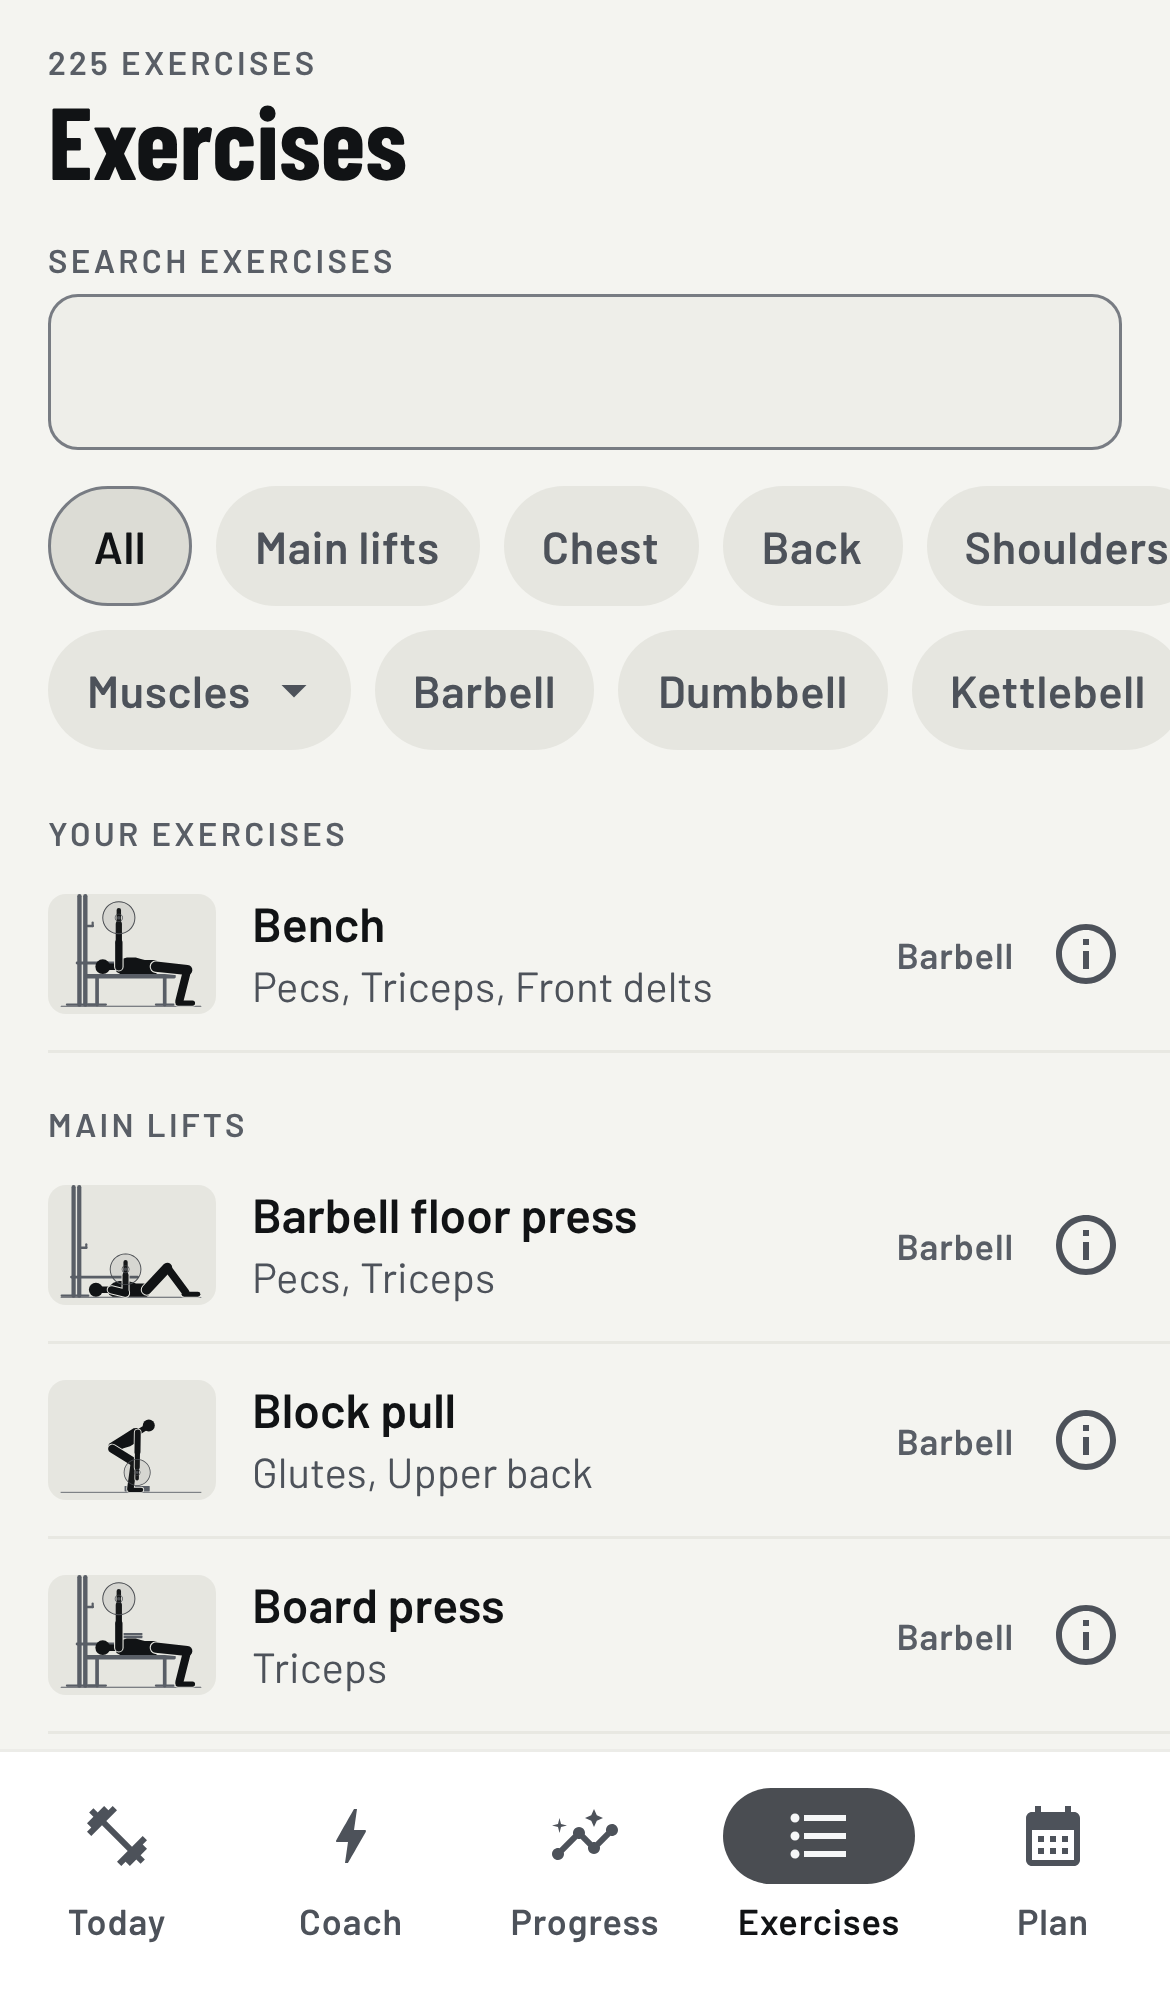 225 EXERCISES
Exercises
SEARCH EXERCISES
All Main lifts Chest Back Shoulders
Muscles Barbell Dumbbell Kettlebell
YOUR EXERCISES
Bench
Pecs, Triceps, Front delts
Barbell
MAIN LIFTS
Barbell floor press
Pecs, Triceps
Barbell
Block pull
Glutes, Upper back
Barbell
Board press
Triceps
Barbell
Today Coach Progress Exercises Plan